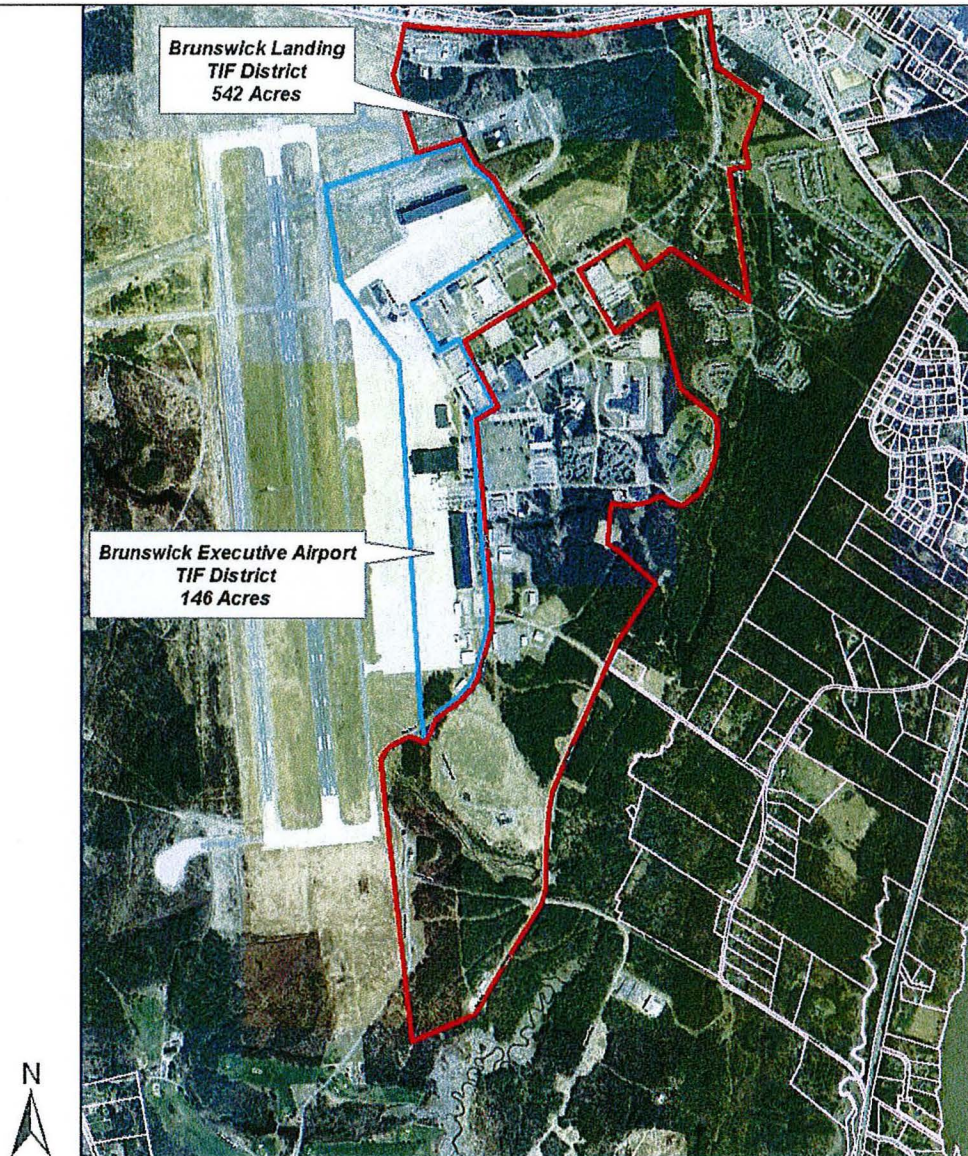 Brunswick Landing
TIF District
542 Acres
Brunswick Executive Airport
TIF District
146 Acres
N